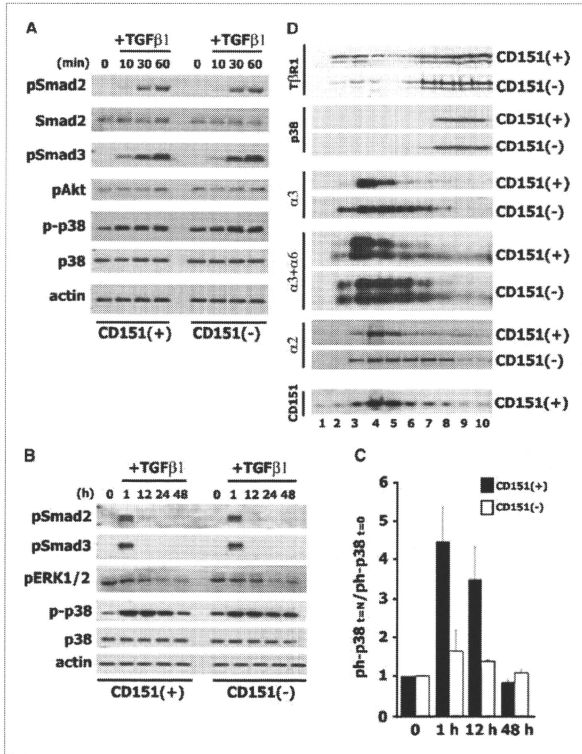 A
+TGFβ1 +TGFβ1
(min) 0 10 30 60 0 10 30 60
pSmad2
Smad2
pSmad3
pAkt
p-p38
p38
actin
CD151(+) CD151(-)
B
+TGFβ1 +TGFβ1
(h) 0 1 12 24 48 0 1 12 24 48
pSmad2
pSmad3
pERK1/2
p-p38
p38
actin
CD151(+) CD151(-)
D
TβR1 CD151(+)
CD151(-)
p38 CD151(+)
CD151(-)
α3 CD151(+)
CD151(-)
α3+α6 CD151(+)
CD151(-)
α2 CD151(+)
CD151(-)
CD151 CD151(+)
1 2 3 4 5 6 7 8 9 10
C
CD151(+)
CD151(-)
ph-p38 t=N/ph-p38 t=0
6
5
4
3
2
1
0
0 1 h 12 h 48 h